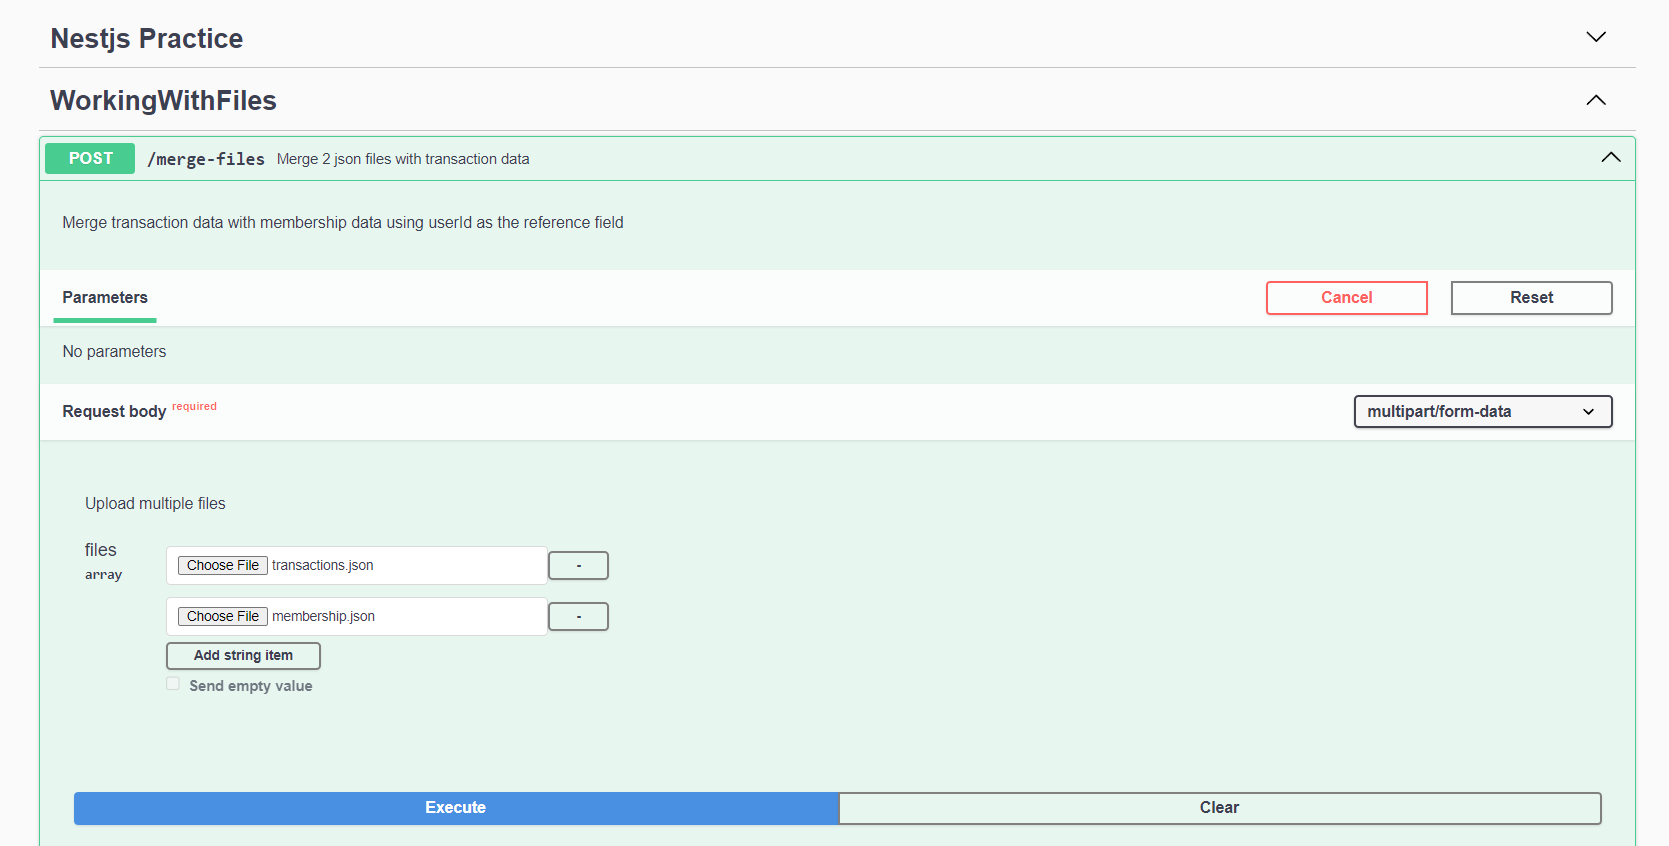 Nestjs Practice
WorkingWithFiles
POST /merge-files Merge 2 json files with transaction data
Merge transaction data with membership data using userId as the reference field
Parameters Cancel Reset
No parameters
Request body required multipart/form-data
Upload multiple files
files
array
Choose File transactions.json -
Choose File membership.json -
Add string item
Send empty value
Execute Clear